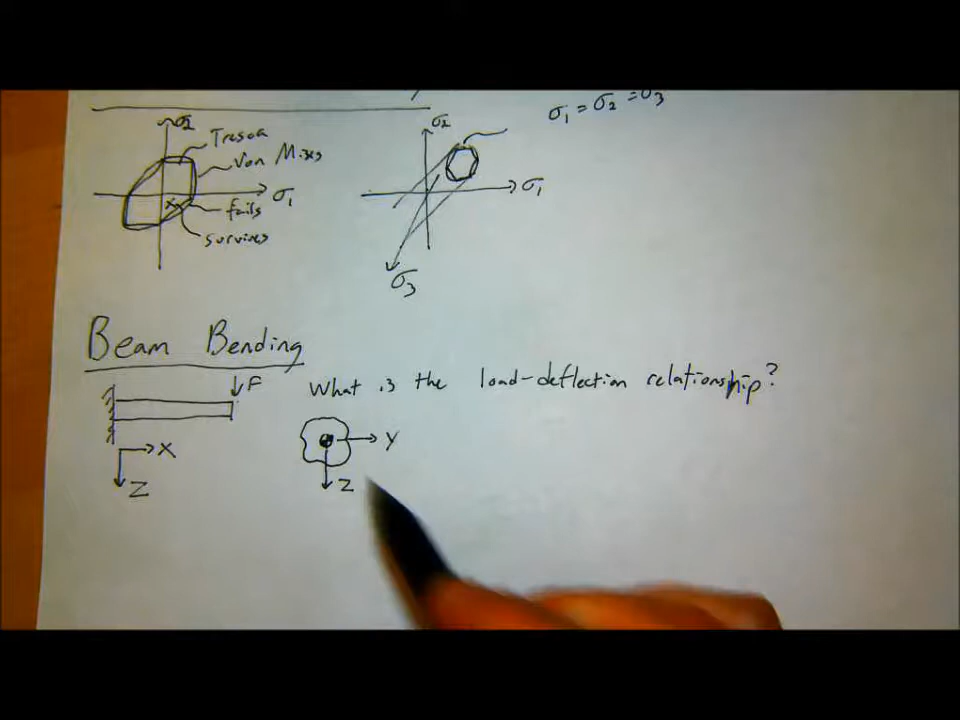 σ1 = σ2 = σ3
σ2
Tresca
Von Mises
σ1
fails
survives
σ2
σ1
σ3
Beam Bending
F
What is the load-deflection relationship?
X
Z
Y
Z